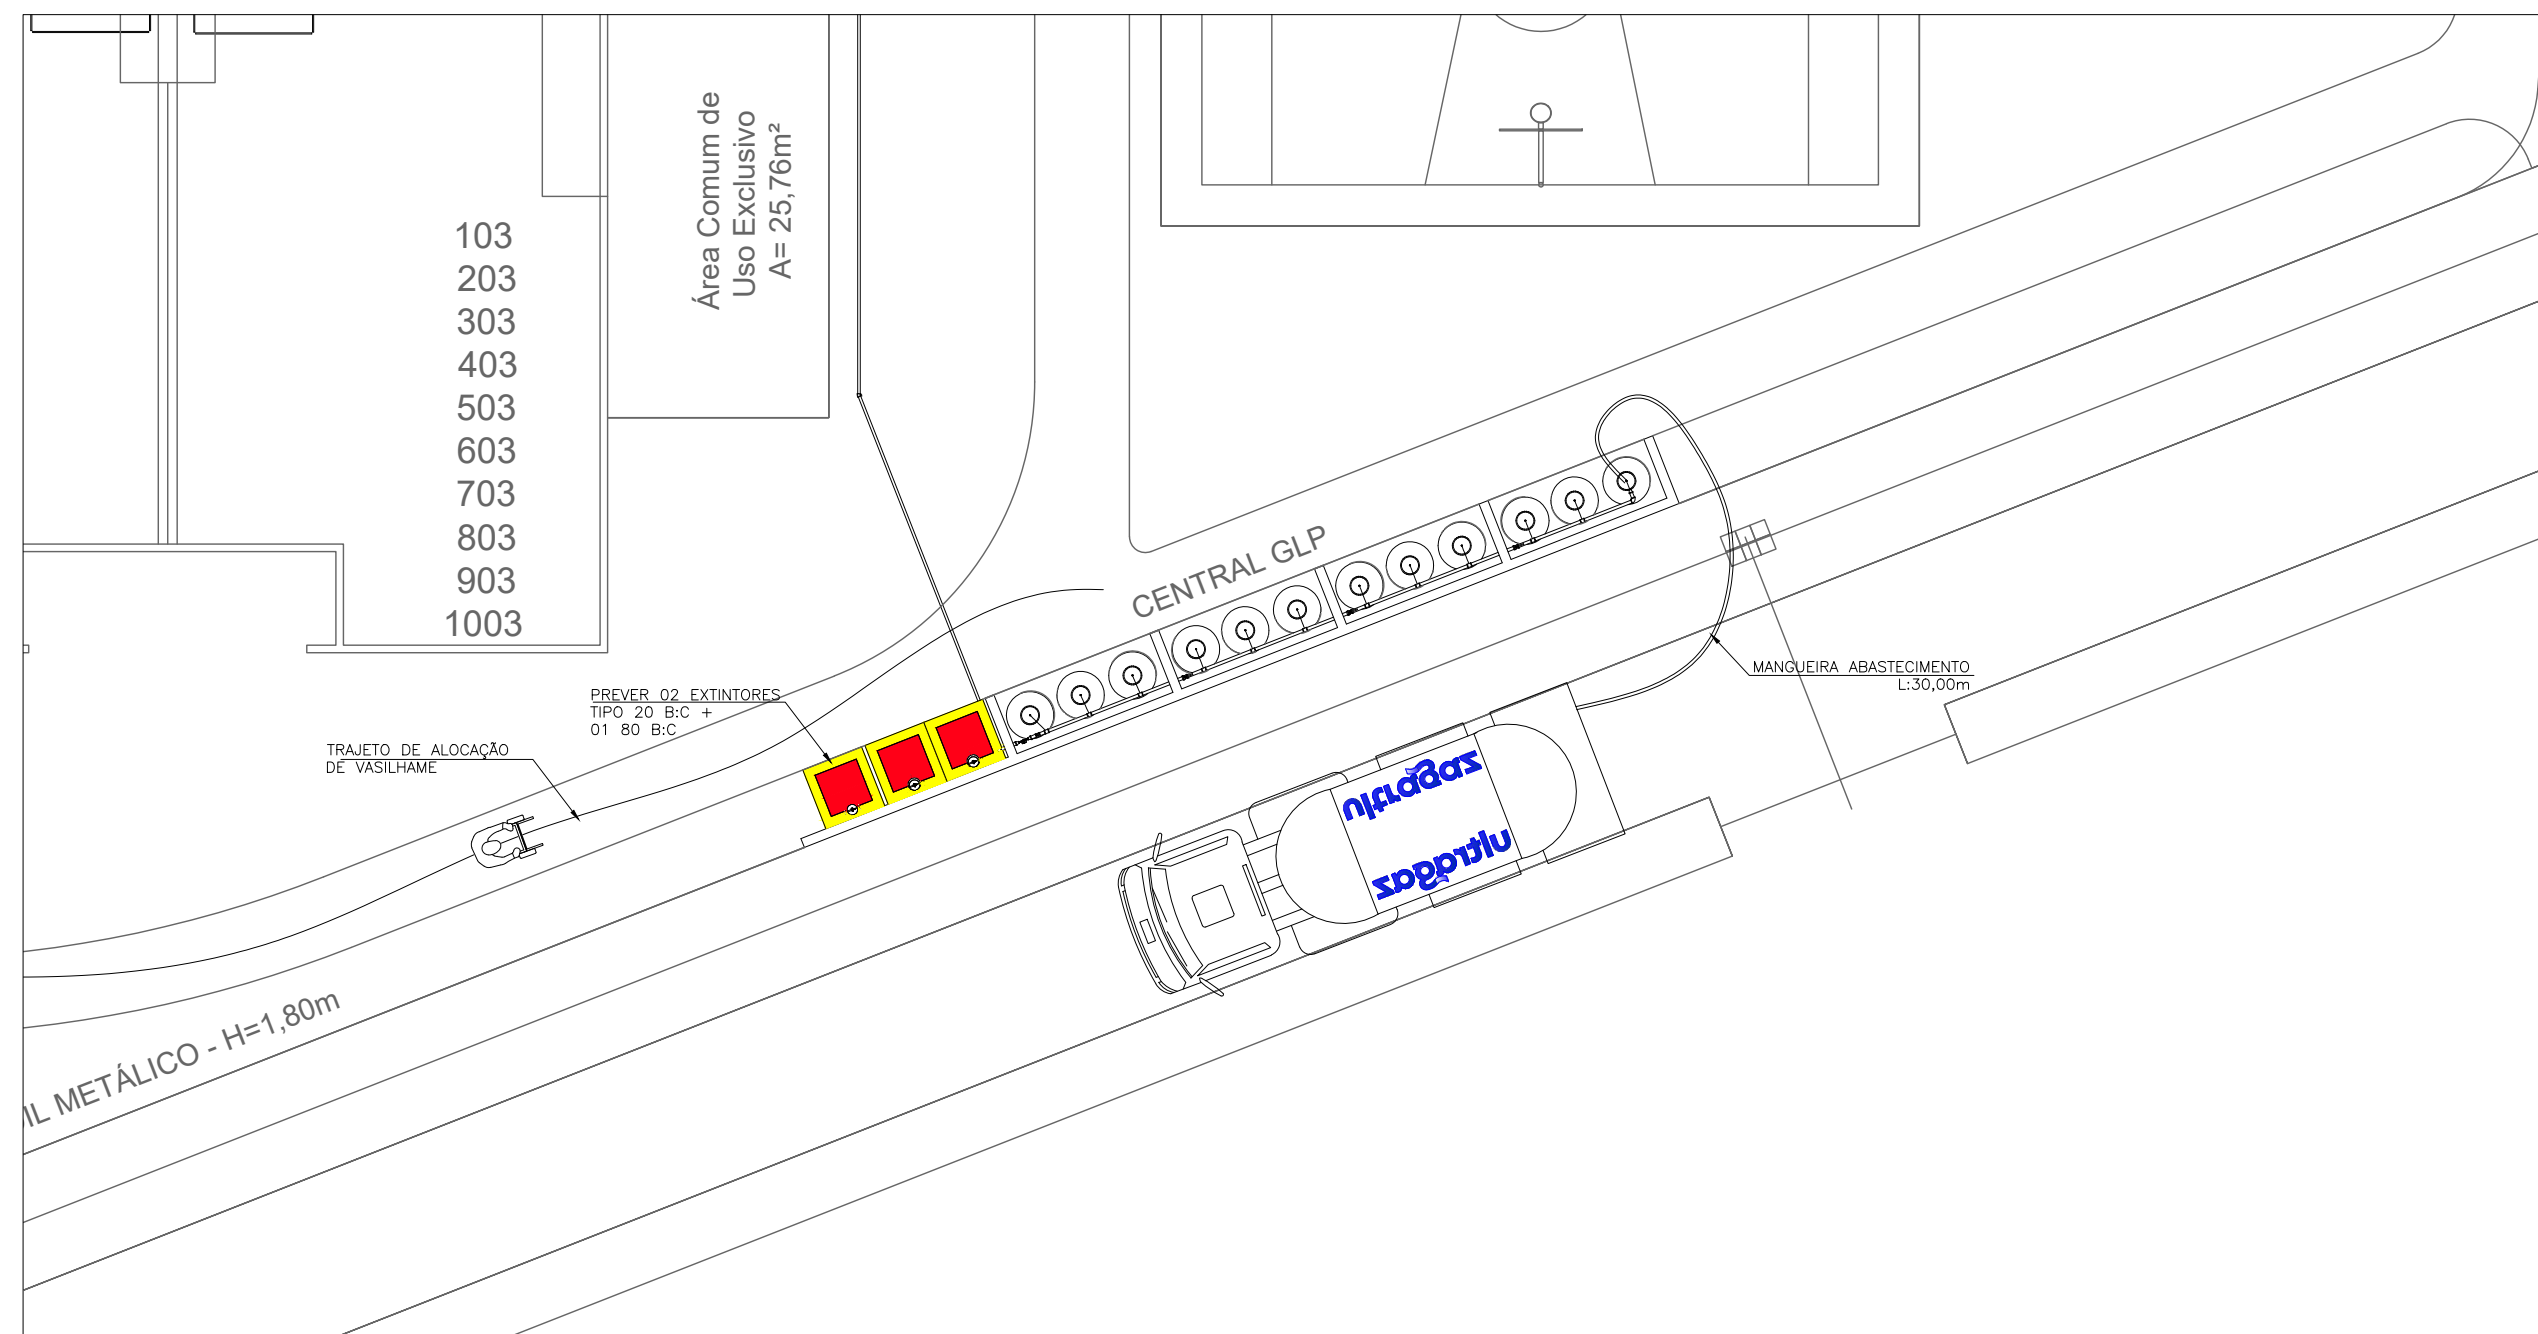 Área Comum de
Uso Exclusivo
A= 25,76m²
103
203
303
403
503
603
703
803
903
1003
CENTRAL GLP
MANGUEIRA ABASTECIMENTO
L:30,00m
PREVER 02 EXTINTORES
TIPO 20 B:C +
01 80 B:C
TRAJETO DE ALOCAÇÃO
DE VASILHAME
ultragaz
ultragaz
IL METÁLICO - H=1,80m